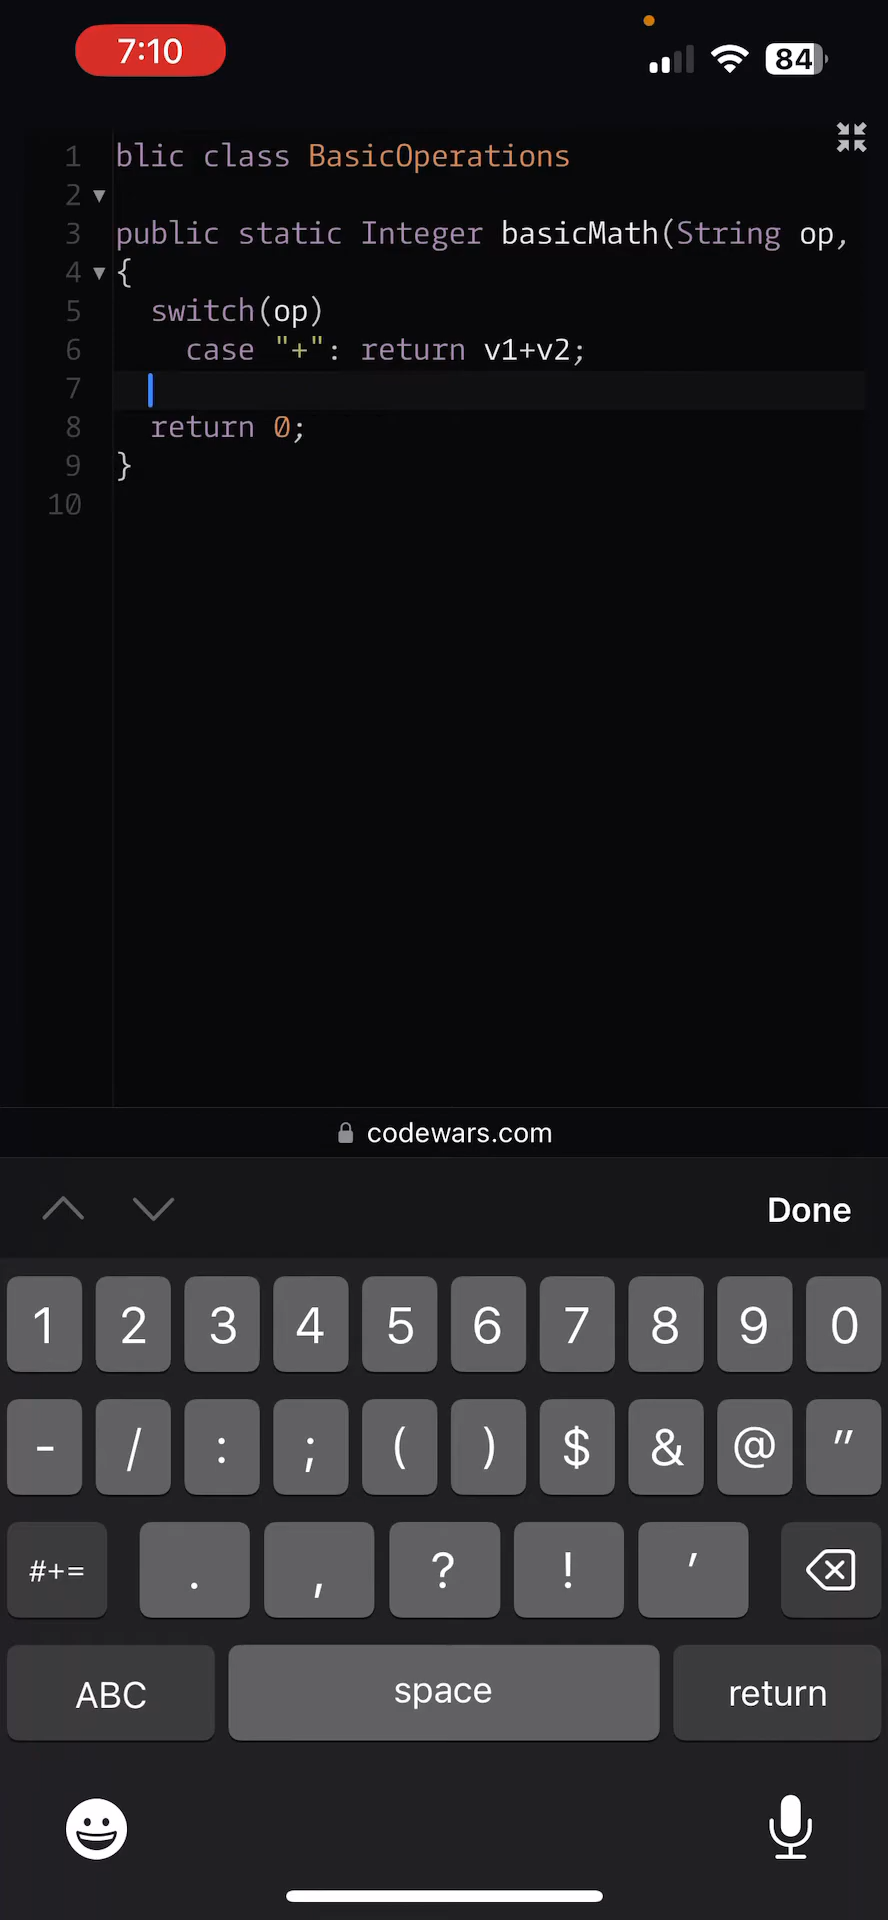 7:10
84
1 blic class BasicOperations
2
3 public static Integer basicMath(String op,
4 {
5 switch(op)
6 case "+": return v1+v2;
7
8 return 0;
9 }
10
codewars.com
Done
1 2 3 4 5 6 7 8 9 0
- / : ; ( ) $ & @ "
#+= . , ? ! '
ABC space return